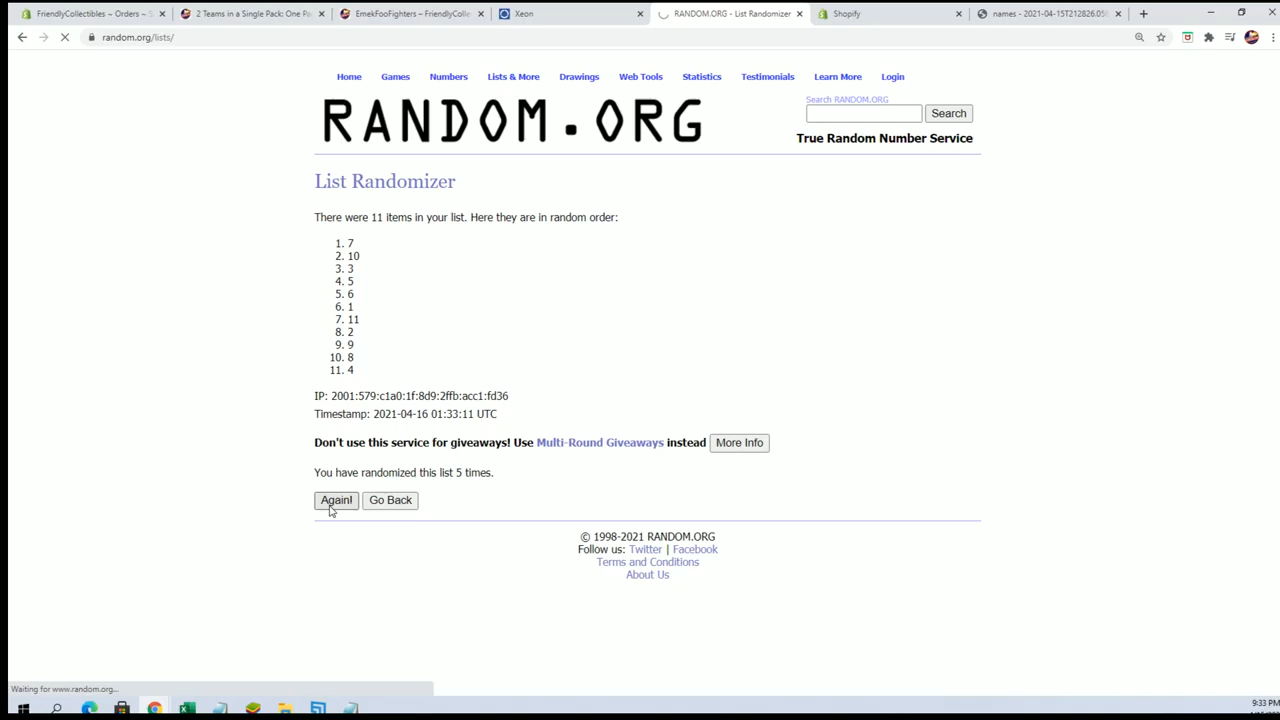 FriendlyCollectibles ~ Orders ~ S
2 Teams in a Single Pack: One Pa
EmekFooFighters ~ FriendlyColle
Xeon
RANDOM.ORG - List Randomizer
Shopify
names - 2021-04-15T212826.05
random.org/lists/
Home Games Numbers Lists & More Drawings Web Tools Statistics Testimonials Learn More Login
RANDOM.ORG
Search RANDOM.ORG
Search
True Random Number Service
List Randomizer
There were 11 items in your list. Here they are in random order:
1. 7
2. 10
3. 3
4. 5
5. 6
6. 1
7. 11
8. 2
9. 9
10. 8
11. 4
IP: 2001:579:c1a0:1f:8d9:2ffb:acc1:fd36
Timestamp: 2021-04-16 01:33:11 UTC
Don't use this service for giveaways! Use Multi-Round Giveaways instead More Info
You have randomized this list 5 times.
Again! Go Back
© 1998-2021 RANDOM.ORG
Follow us: Twitter | Facebook
Terms and Conditions
About Us
Waiting for www.random.org...
9:33 PM